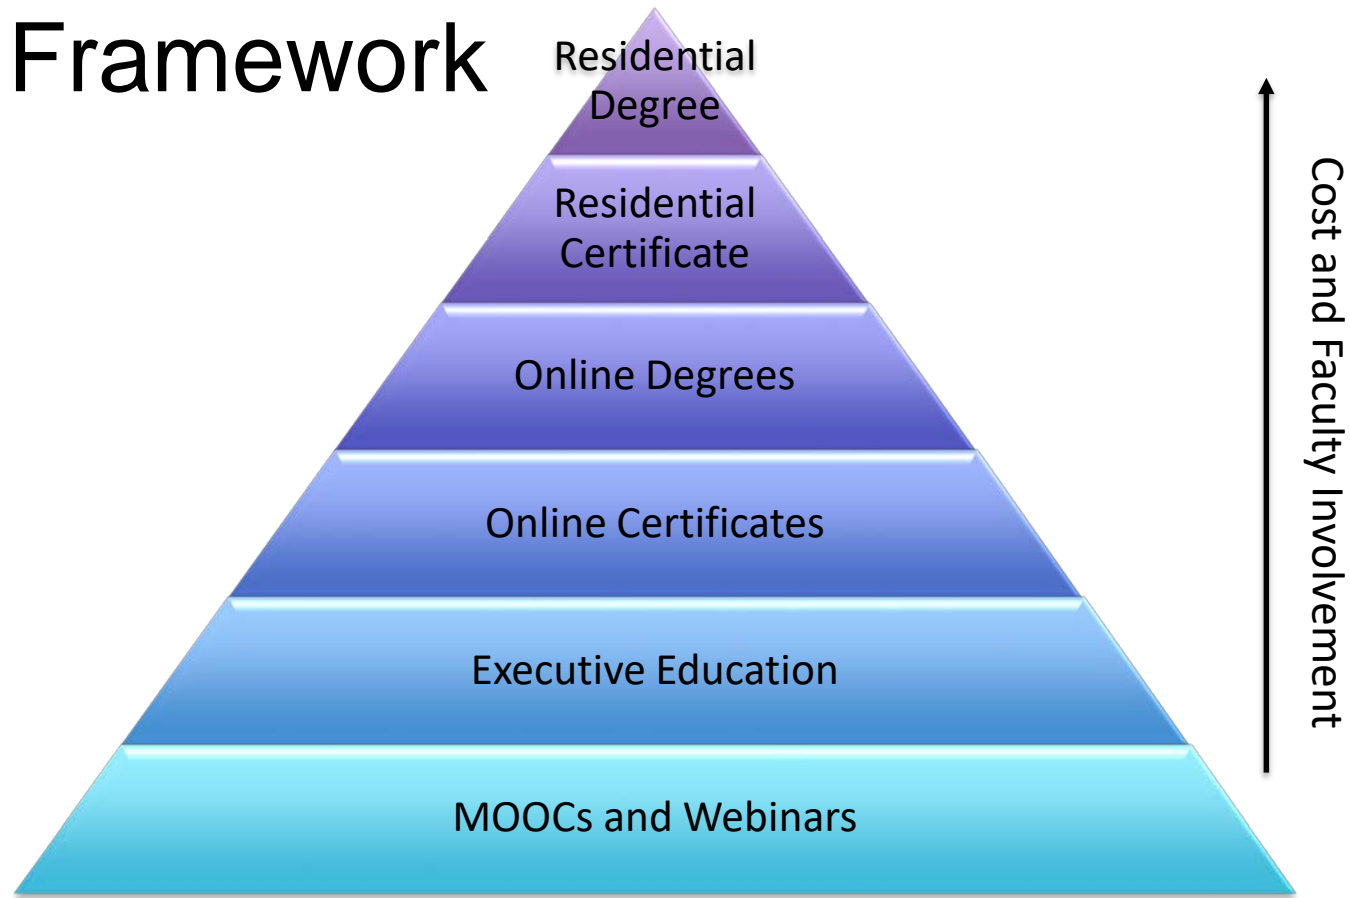 Framework
Residential
Degree
Residential
Certificate
Online Degrees
Online Certificates
Executive Education
MOOCs and Webinars
Cost and Faculty Involvement